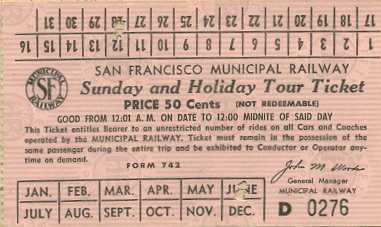 31 30 29 28 27 26 25 24 23 22 21 20 19 18 17
16 15 14 13 12 11 10 9 8 7 6 5 4 3 2 1
MUNICIPAL
SF
RAILWAY
SAN FRANCISCO MUNICIPAL RAILWAY
Sunday and Holiday Tour Ticket
PRICE 50 Cents (NOT REDEEMABLE)
GOOD FROM 12:01 A.M. ON DATE TO 12:00 MIDNITE OF SAID DAY
This Ticket entitles Bearer to an unrestricted number of rides on all Cars and Coaches
operated by the MUNICIPAL RAILWAY. Ticket must remain in the possession of the
same passenger during the entire trip and be exhibited to Conductor or Operator any-
time on demand.
FORM 742
John M. Woods
General Manager
MUNICIPAL RAILWAY
JAN. FEB. MAR. APR. MAY JUNE
JULY AUG. SEPT. OCT. NOV. DEC.
D 0276